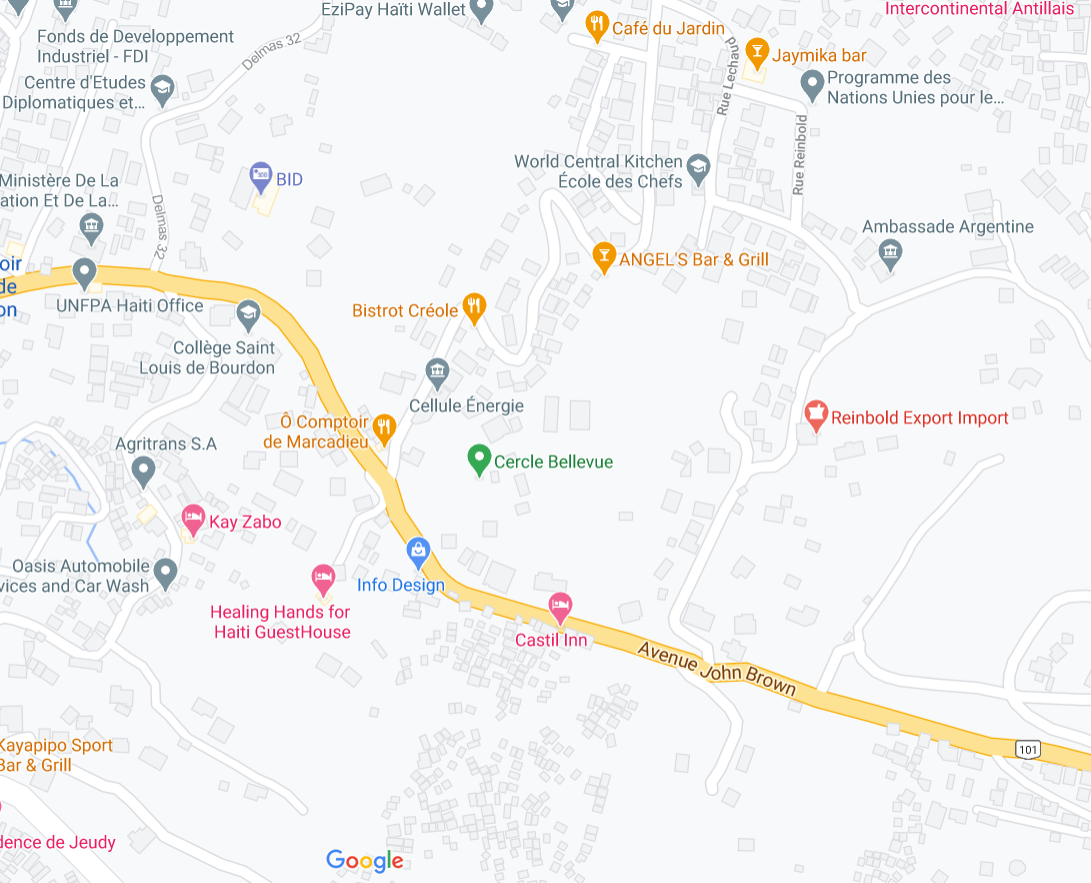 EziPay Haïti Wallet
Intercontinental Antillais
Fonds de Developpement
Industriel - FDI
Delmas 32
Café du Jardin
Rue Lechaud
Jaymika bar
Centre d'Etudes
Diplomatiques et...
Programme des
Nations Unies pour le...
Rue Reinbold
World Central Kitchen
École des Chefs
BID
Ministère De La
ation Et De La...
Delmas 32
Ambassade Argentine
oir
de
on
ANGEL'S Bar & Grill
UNFPA Haiti Office
Bistrot Créole
Collège Saint
Louis de Bourdon
Cellule Énergie
Ô Comptoir
de Marcadieu
Reinbold Export Import
Agritrans S.A
Cercle Bellevue
Kay Zabo
Oasis Automobile
vices and Car Wash
Info Design
Healing Hands for
Haiti GuestHouse
Castil Inn
Avenue John Brown
Kayapipo Sport
Bar & Grill
101
dence de Jeudy
Google